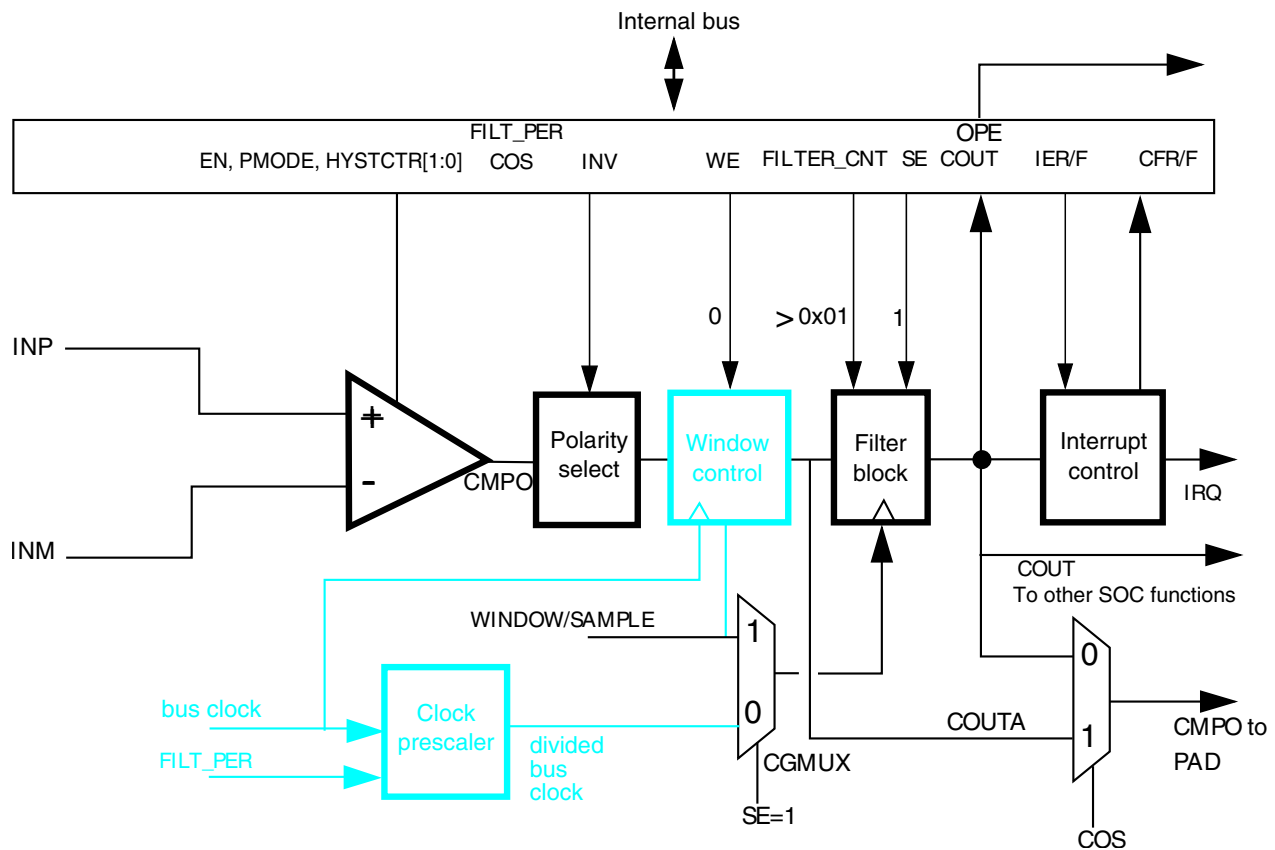 Internal bus
FILT_PER
OPE
EN, PMODE, HYSTCTR[1:0]
COS
INV
WE
FILTER_CNT
SE
COUT
IER/F
CFR/F
0
> 0x01
1
INP
+
-
INM
CMPO
Polarity
select
Window
control
Filter
block
Interrupt
control
IRQ
COUT
To other SOC functions
WINDOW/SAMPLE
1
0
bus clock
FILT_PER
Clock
prescaler
divided
bus
clock
CGMUX
SE=1
COUTA
0
1
CMPO to
PAD
COS